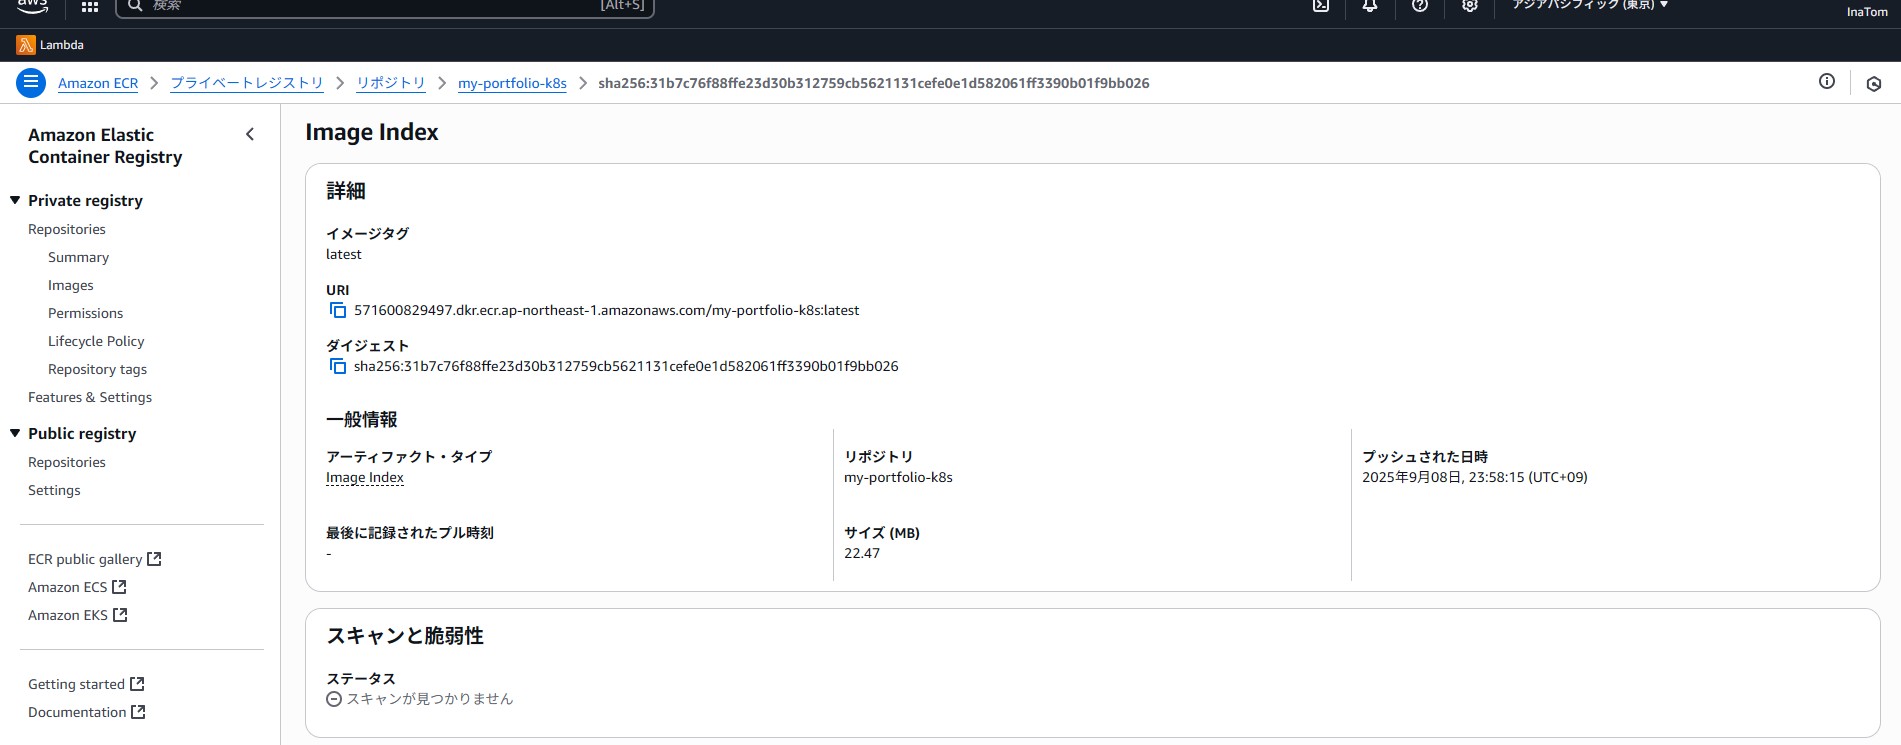 aws
検索
[Alt+S]
アジアパシフィック (東京)
InaTom
Lambda
Amazon ECR
プライベートレジストリ
リポジトリ
my-portfolio-k8s
sha256:31b7c76f88ffe23d30b312759cb5621131cefe0e1d582061ff3390b01f9bb026
Amazon Elastic
Container Registry
Private registry
Repositories
Summary
Images
Permissions
Lifecycle Policy
Repository tags
Features & Settings
Public registry
Repositories
Settings
ECR public gallery
Amazon ECS
Amazon EKS
Getting started
Documentation
Image Index
詳細
イメージタグ
latest
URI
571600829497.dkr.ecr.ap-northeast-1.amazonaws.com/my-portfolio-k8s:latest
ダイジェスト
sha256:31b7c76f88ffe23d30b312759cb5621131cefe0e1d582061ff3390b01f9bb026
一般情報
アーティファクト・タイプ
Image Index
リポジトリ
my-portfolio-k8s
プッシュされた日時
2025年9月08日, 23:58:15 (UTC+09)
最後に記録されたプル時刻
-
サイズ (MB)
22.47
スキャンと脆弱性
ステータス
スキャンが見つかりません